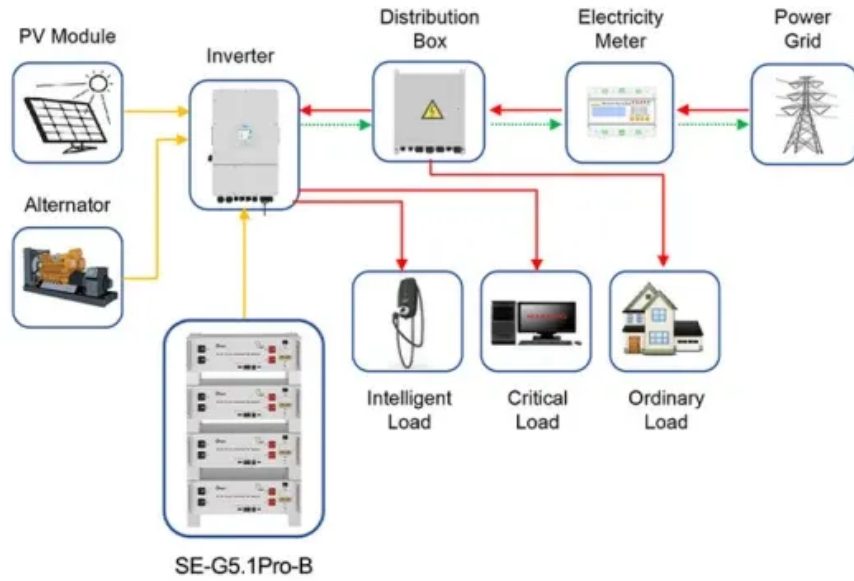 PV Module
Inverter
Distribution
Box
Electricity
Meter
Power
Grid
Alternator
Intelligent
Load
Critical
Load
Ordinary
Load
SE-G5.1Pro-B